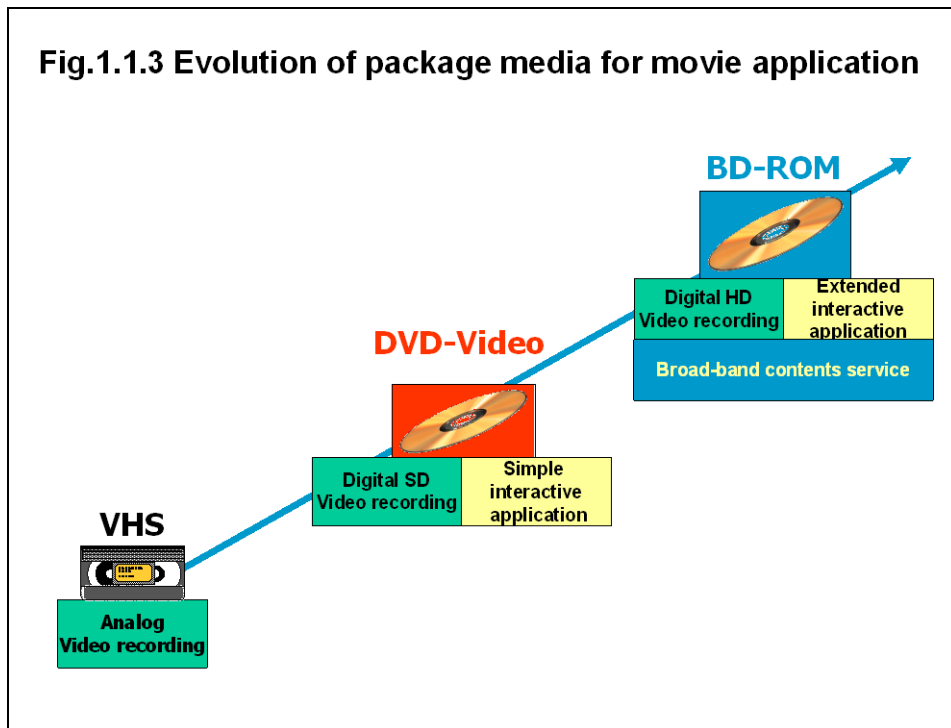 Fig.1.1.3 Evolution of package media for movie application
BD-ROM
Digital HD
Video recording
Extended
interactive
application
Broad-band contents service
DVD-Video
Digital SD
Video recording
Simple
interactive
application
VHS
Analog
Video recording